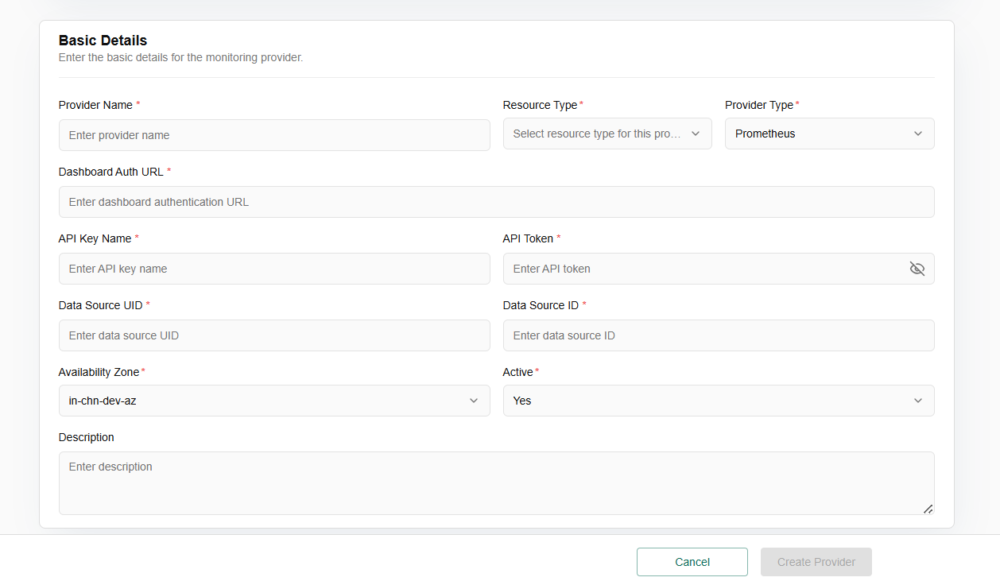 Basic Details
Enter the basic details for the monitoring provider.
Provider Name * Resource Type * Provider Type *
Enter provider name Select resource type for this pro... Prometheus
Dashboard Auth URL *
Enter dashboard authentication URL
API Key Name * API Token *
Enter API key name Enter API token
Data Source UID * Data Source ID *
Enter data source UID Enter data source ID
Availability Zone * Active *
in-chn-dev-az Yes
Description
Enter description
Cancel Create Provider